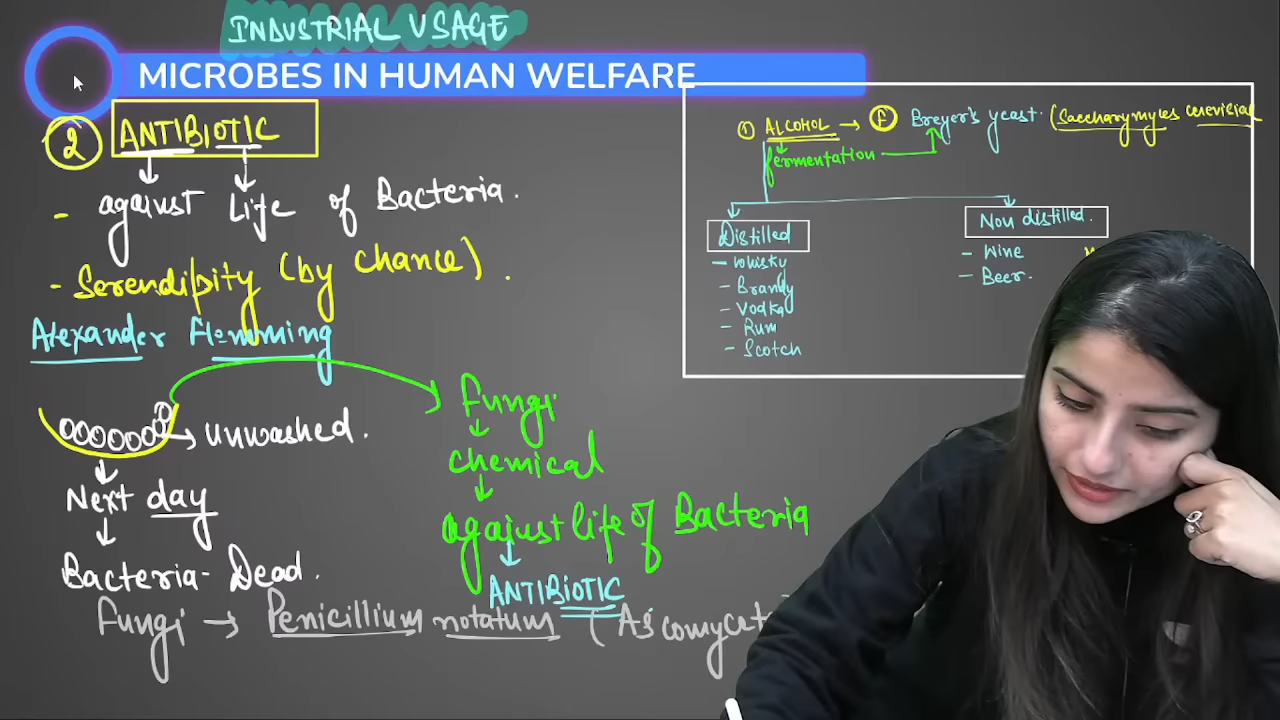 INDUSTRIAL USAGE
MICROBES IN HUMAN WELFARE
2 ANTIBIOTIC
- against Life of Bacteria.
- Serendipity (by chance).
Alexander Flemming
→ unwashed.
Next day
Bacteria - Dead.
Fungi → Penicillium notatum (Ascomycet
Fungi
chemical
against life of Bacteria
ANTIBIOTIC
① ALCOHOL → f Breyer's yeast. (Saccharymyles cerevisiae
fermentation
Distilled
- Whisky
- Brandy
- Vodka
- Rum
- Scotch
Non distilled.
- Wine
- Beer.